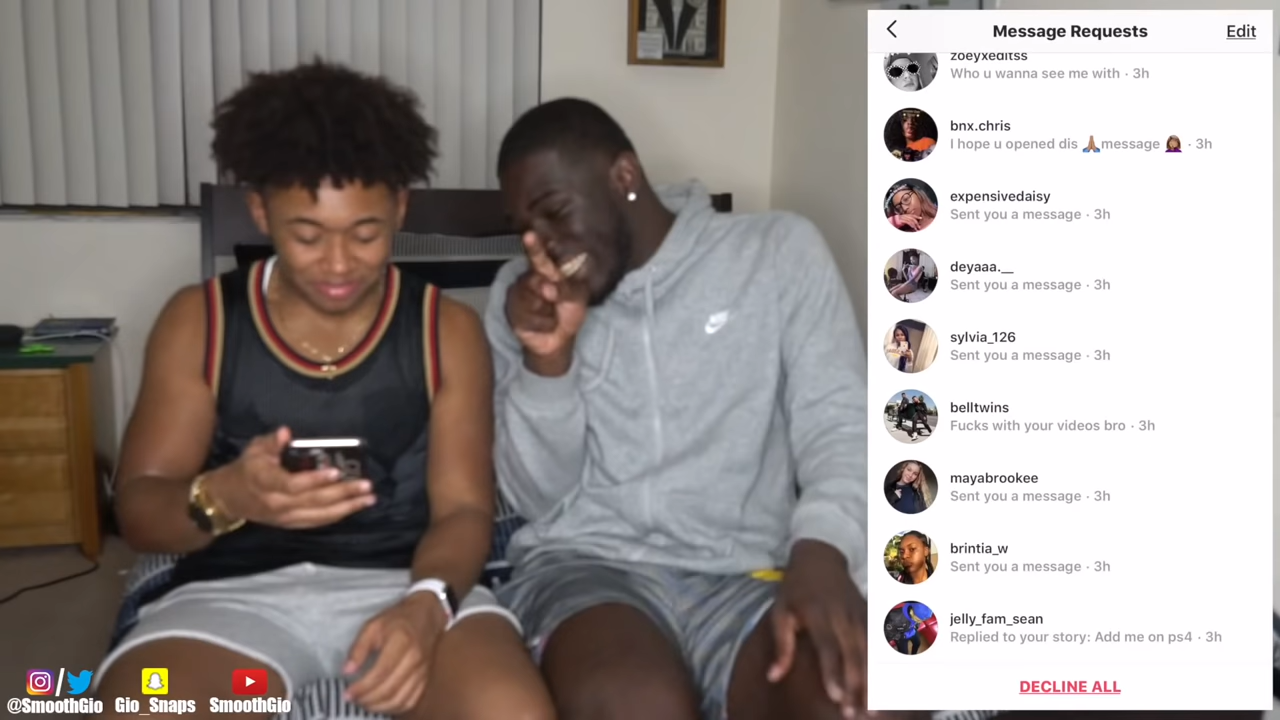 Message Requests
Edit
zoeyxeditss
Who u wanna see me with · 3h
bnx.chris
I hope u opened dis 🙏🏽message 🤦🏽‍♀️ · 3h
expensivedaisy
Sent you a message · 3h
deyaaa.__
Sent you a message · 3h
sylvia_126
Sent you a message · 3h
belltwins
Fucks with your videos bro · 3h
mayabrookee
Sent you a message · 3h
brintia_w
Sent you a message · 3h
jelly_fam_sean
Replied to your story: Add me on ps4 · 3h
DECLINE ALL
@SmoothGio
Gio_Snaps
SmoothGio